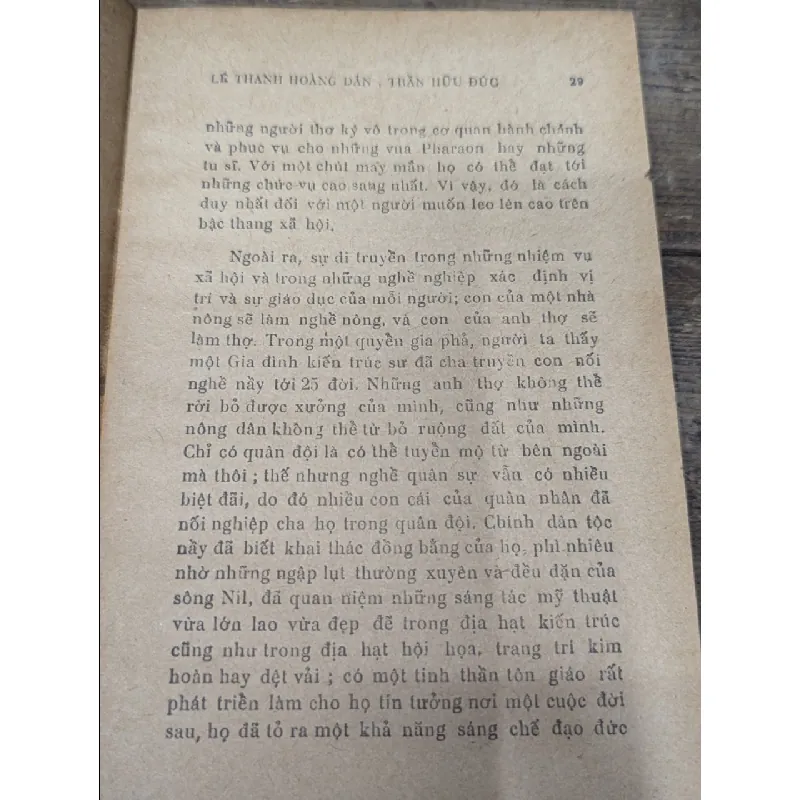 LÊ THANH HOÀNG DÂN , TRẦN HỮU ĐỨC 29
những người thơ ký vô trong cơ quan hành chánh
và phục vụ cho những vua Pharaon hay những
tu sĩ. Với một chút may mắn họ có thể đạt tới
những chức vụ cao sang nhất. Vì vậy, đó là cách
duy nhất đối với một người muốn leo lên cao trên
bậc thang xã hội.
Ngoài ra, sự di truyền trong những nhiệm vụ
xã hội và trong những nghề nghiệp xác định vị
trí và sự giáo dục của mỗi người; con của một nhà
nông sẽ làm nghề nông, và con của anh thợ sẽ
làm thợ. Trong một quyền gia phả, người ta thấy
một Gia đình kiến trúc sư đã cha truyền con nối
nghề nầy tới 25 đời. Những anh thợ không thể
rời bỏ được xưởng của mình, cũng như những
nông dân không thể từ bỏ ruộng đất của mình.
Chỉ có quân đội là có thể tuyển mộ từ bên ngoài
mà thôi ; thế nhưng nghề quân sự vẫn có nhiều
biệt đãi, do đó nhiều con cái của quân nhân đã
nối nghiệp cha họ trong quân đội. Chính dân tộc
nầy đã biết khai thác đồng bằng của họ, phì nhiêu
nhờ những ngập lụt thường xuyên và đều dặn của
sông Nil, đã quan niệm những sáng tác mỹ thuật
vừa lớn lao vừa đẹp đẽ trong địa hạt kiến trúc
cũng như trong địa hạt hội họa, trang trí kim
hoàn hay dệt vải ; có một tinh thần tôn giáo rất
phát triển làm cho họ tin tưởng nơi một cuộc đời
sau, họ đã tỏ ra một khả năng sáng chế đạo đức